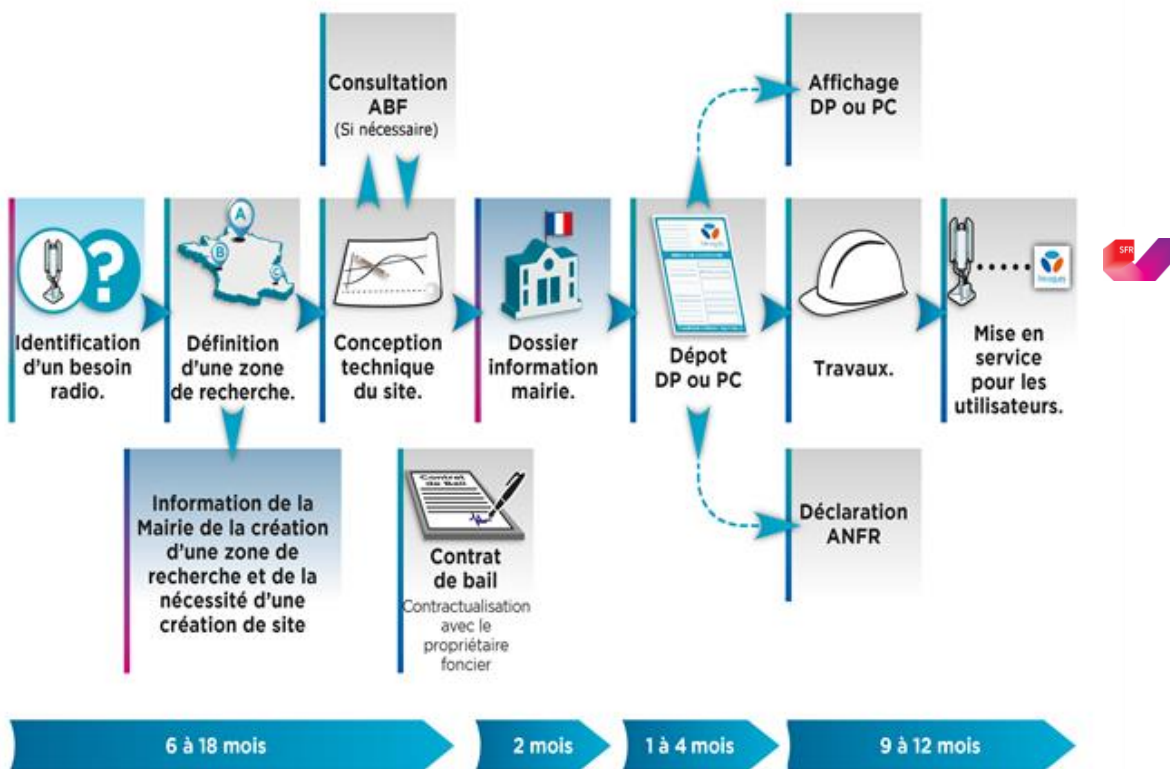 Consultation
ABF
(Si nécessaire)
Affichage
DP ou PC
A
B
C
Identification
d'un besoin
radio.
Définition
d'une zone
de recherche.
Conception
technique
du site.
Dossier
information
mairie.
Dépot
DP ou PC
Travaux.
Mise en
service
pour les
utilisateurs.
SFR
Information de la
Mairie de la création
d'une zone de
recherche et de la
nécessité d'une
création de site
Contrat
de Bail
Contrat
de bail
Contractualisation
avec le
propriétaire
foncier
Déclaration
ANFR
6 à 18 mois
2 mois
1 à 4 mois
9 à 12 mois